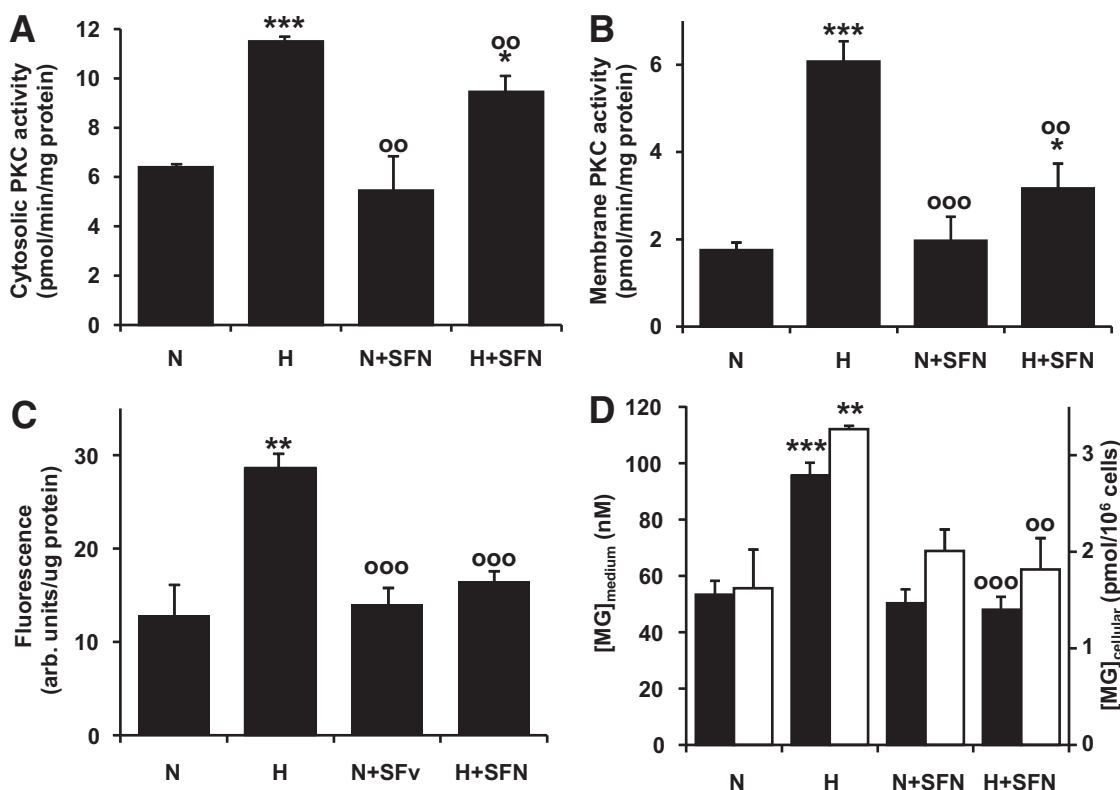 A
Cytosolic PKC activity
(pmol/min/mg protein)
12
10
8
6
4
2
0
***
oo
oo
*
N H N+SFN H+SFN
B
Membrane PKC activity
(pmol/min/mg protein)
6
4
2
0
***
ooo
oo
*
N H N+SFN H+SFN
C
Fluorescence
(arb. units/ug protein)
30
20
10
0
**
ooo
ooo
N H N+SFv H+SFN
D
[MG]medium (nM)
120
100
80
60
40
20
0
***
**
ooo
oo
3
2
1
0
[MG]cellular (pmol/10⁶ cells)
N H N+SFN H+SFN